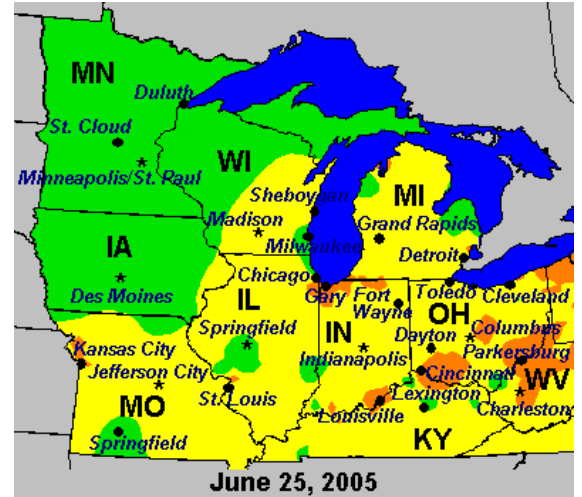 MN
Duluth
St. Cloud
Minneapolis/St. Paul
WI
Sheboygan
MI
Madison
Grand Rapids
Milwaukee
IA
Detroit
Des Moines
Chicago
IL
Gary
Fort
Wayne
Toledo
Cleveland
Springfield
IN
OH
Columbus
Dayton
Kansas City
Indianapolis
Parkersburg
Jefferson City
Cincinnati
WV
MO
St. Louis
Lexington
Louisville
Charleston
Springfield
KY
June 25, 2005